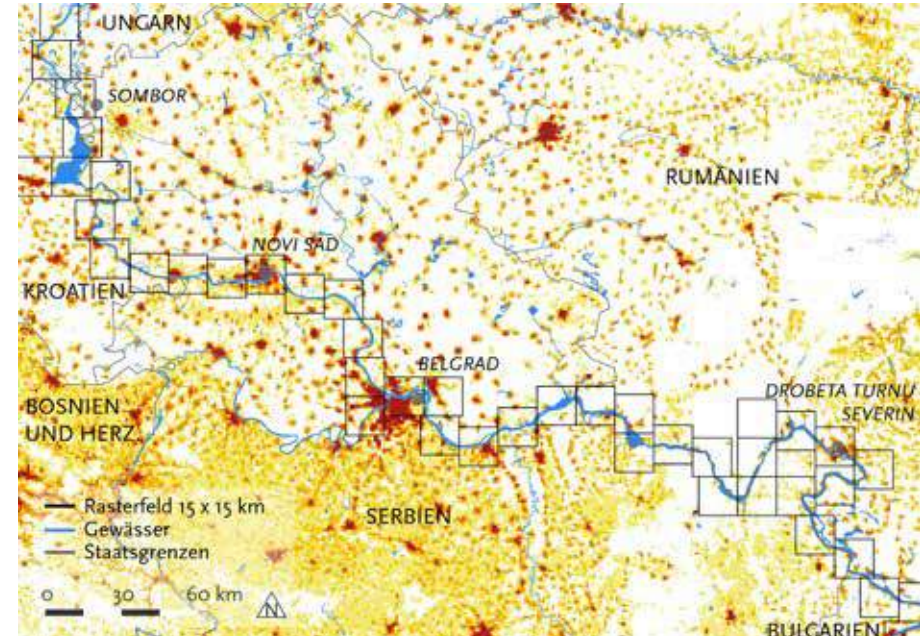 UNGARN
SOMBOR
RUMÄNIEN
NOVI SAD
KROATIEN
BELGRAD
DROBETA TURNU
SEVERIN
BOSNIEN
UND HERZ.
SERBIEN
Rasterfeld 15 x 15 km
Gewässer
Staatsgrenzen
0 30 60 km
N
BULGARIEN